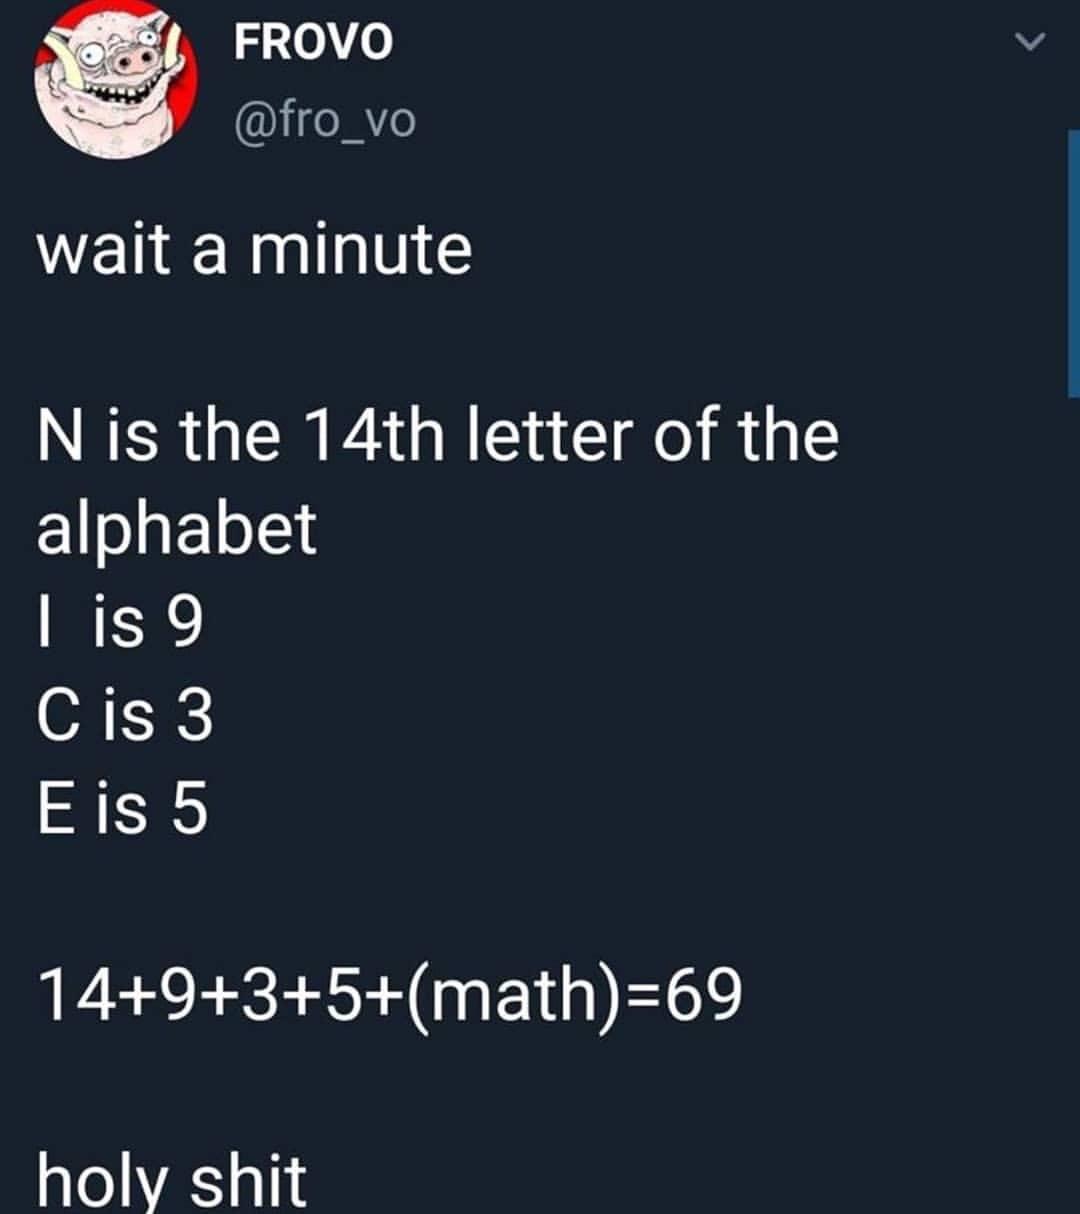 FROVO
@fro_vo
wait a minute
N is the 14th letter of the
alphabet
I  is 9
C is 3
E is 5
14+9+3+5+(math)=69
holy shit